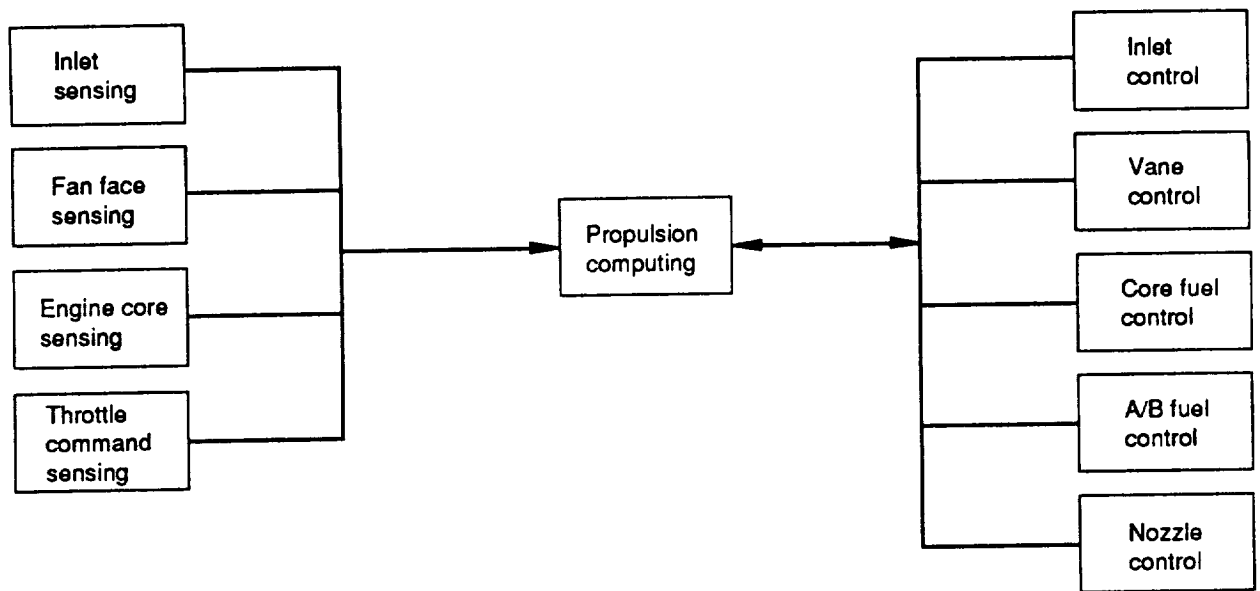 Inlet
sensing
Fan face
sensing
Engine core
sensing
Throttle
command
sensing
Propulsion
computing
Inlet
control
Vane
control
Core fuel
control
A/B fuel
control
Nozzle
control